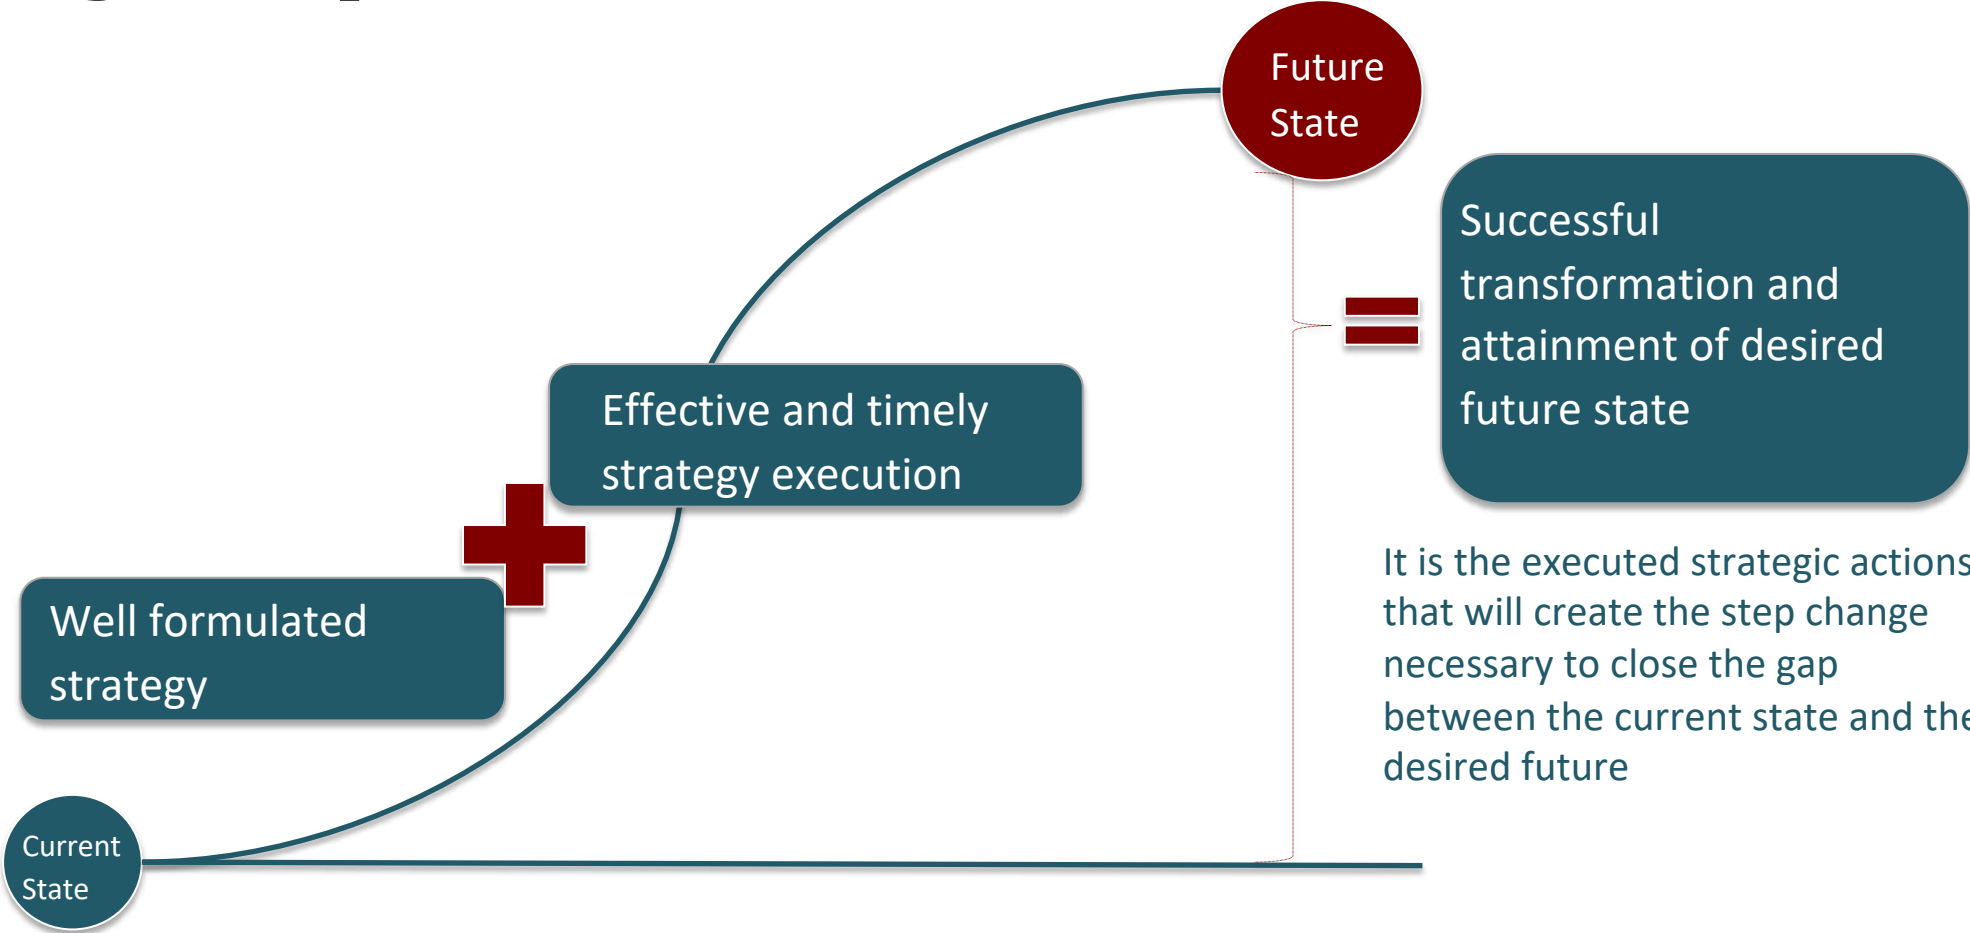 Future
State
Successful
transformation and
attainment of desired
future state
Effective and timely
strategy execution
Well formulated
strategy
It is the executed strategic actions
that will create the step change
necessary to close the gap
between the current state and the
desired future
Current
State